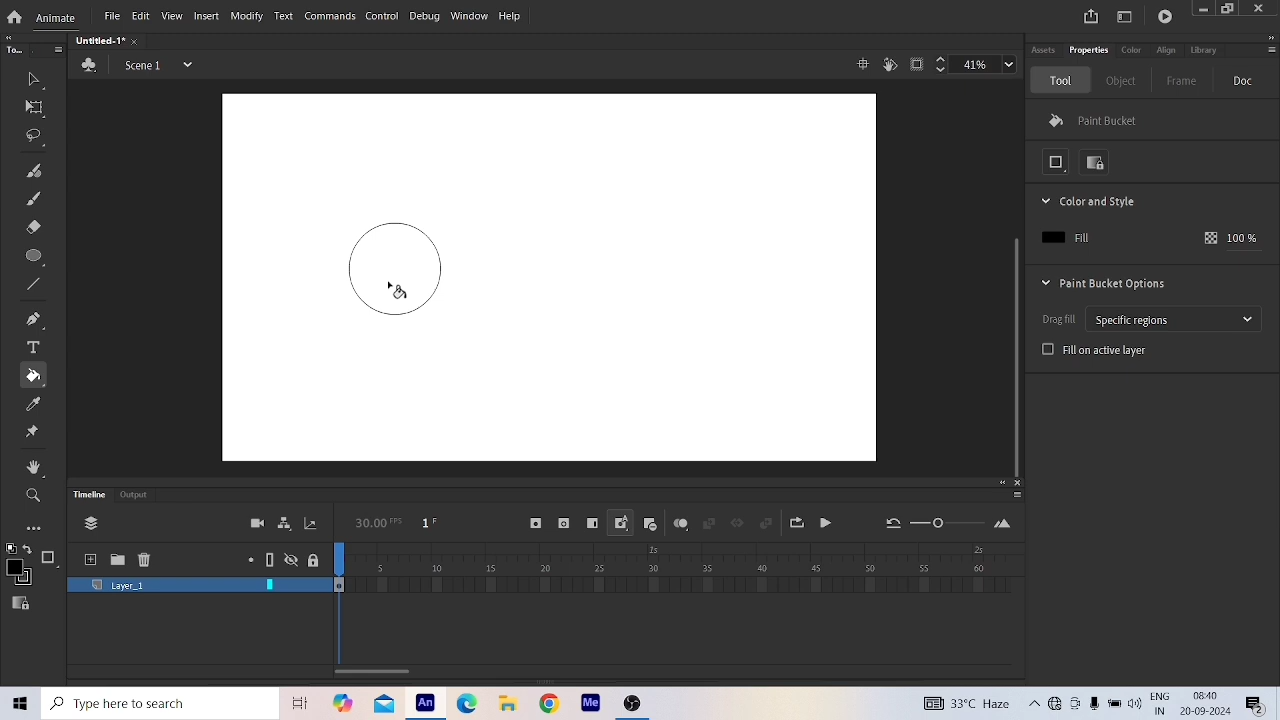 Animate File Edit View Insert Modify Text Commands Control Debug Window Help
To... Untitled-1* Assets Properties Color Align Library
Scene 1 41%
Tool Object Frame Doc
Paint Bucket
Color and Style
Fill 100 %
Paint Bucket Options
Drag fill Specific regions
Fill on active layer
Timeline Output
30.00 FPS 1 F
1s 2s
5 10 15 20 25 30 35 40 45 50 55 60
Layer_1
Type here to search An Me 33°C Haze ENG IN 08:40 20-09-2024 2